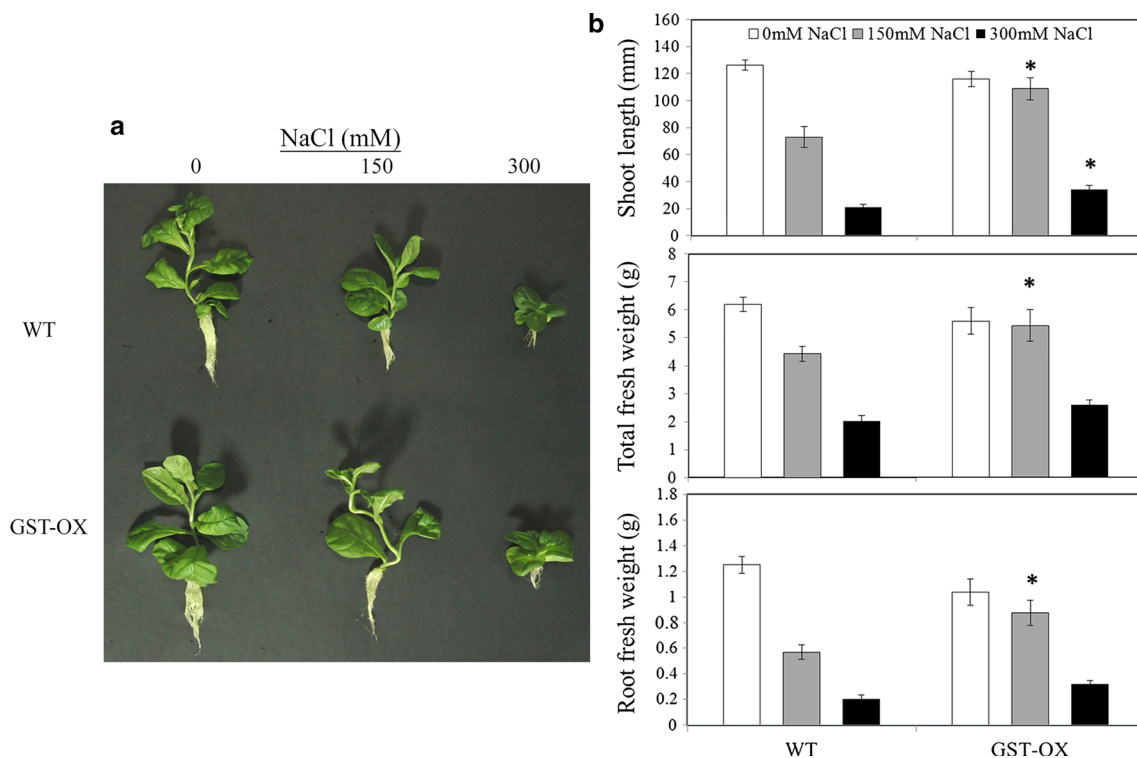 a
NaCl (mM)
0 150 300
WT
GST-OX
b
0mM NaCl 150mM NaCl 300mM NaCl
Shoot length (mm)
160
140
120
100
80
60
40
20
0
* *
Total fresh weight (g)
8
7
6
5
4
3
2
1
0
*
Root fresh weight (g)
1.8
1.6
1.4
1.2
1
0.8
0.6
0.4
0.2
0
*
WT GST-OX